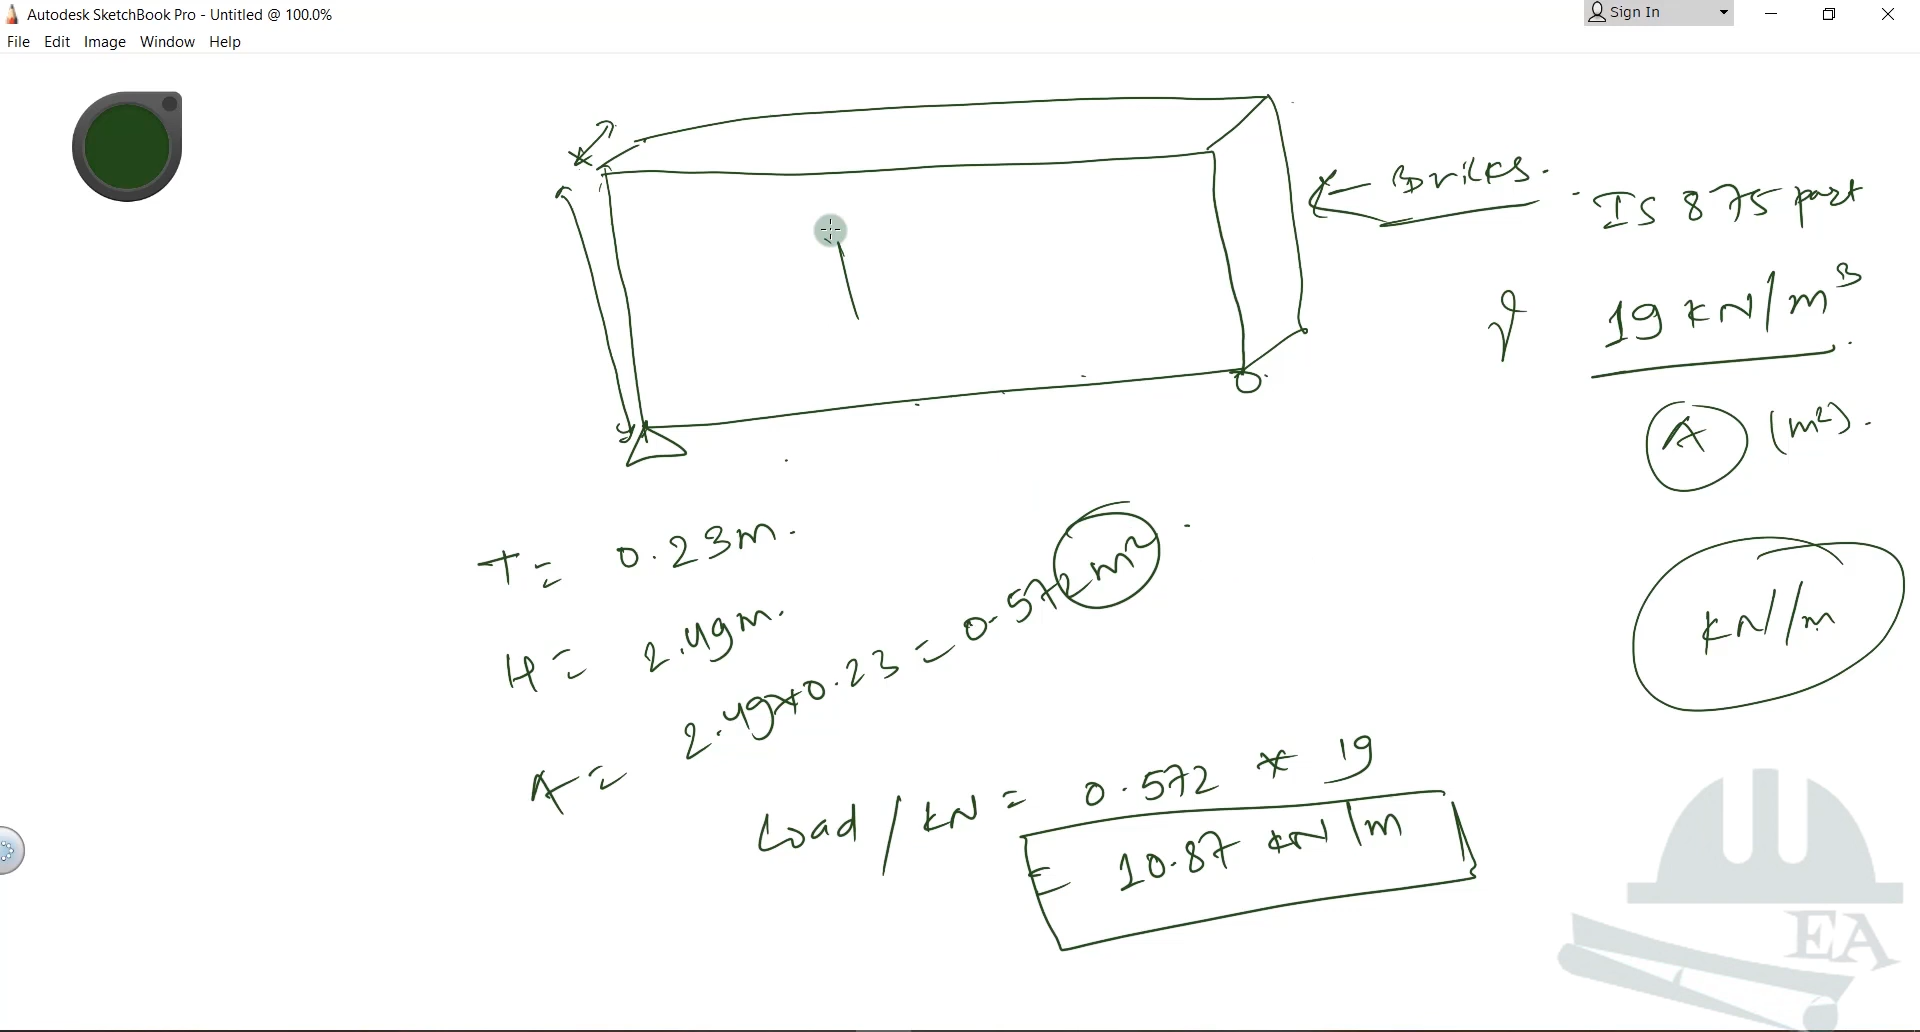 Autodesk SketchBook Pro - Untitled @ 100.0%
Sign In
File Edit Image Window Help
Bricks.
IS 875 part
γ 19 kN/m³
A (m²).
kN/m
T = 0.23m.
H = 2.49m.
A = 2.49*0.23 = 0.572 m²
Load / kN = 0.572 * 19
= 10.87 kN/m
EA